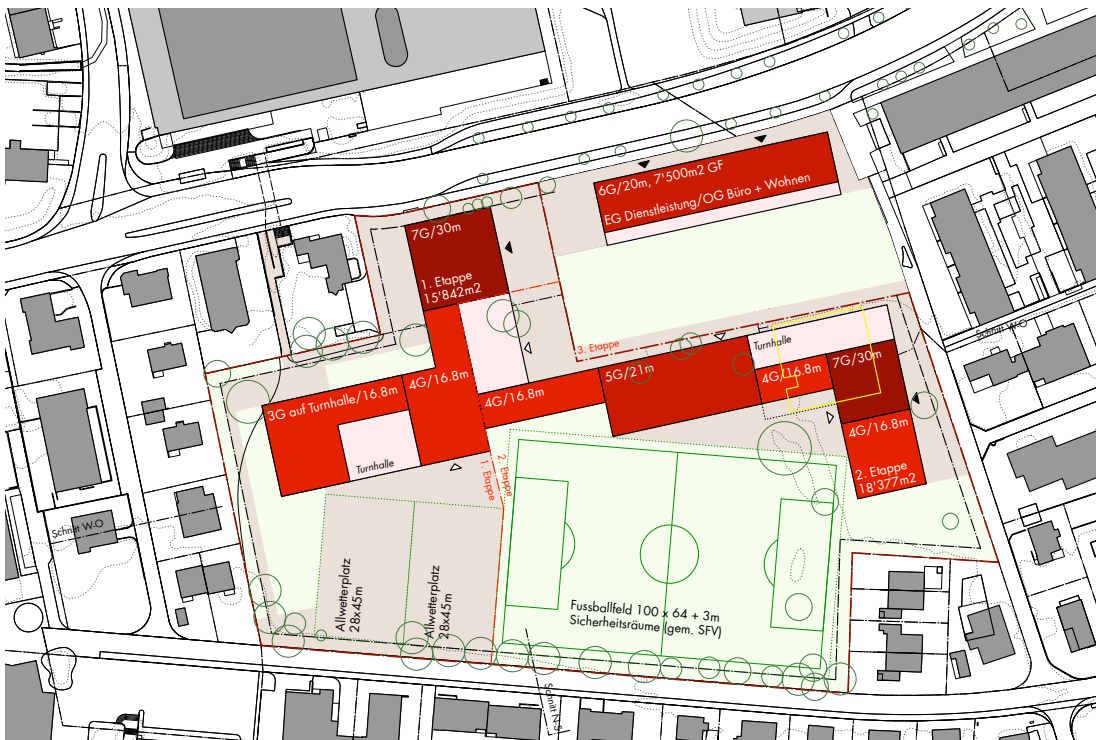 6G/20m, 7'500m2 GF
EG Dienstleistung/OG Büro + Wohnen
7G/30m
1. Etappe
15'842m2
3. Etappe
Schnitt W-O
Turnhalle
3G auf Turnhalle/16.8m
4G/16.8m
4G/16.8m
5G/21m
4G/16.8m
7G/30m
4G/16.8m
2. Etappe
18'377m2
Turnhalle
1. Etappe
2. Etappe
Schnitt W-O
Allwetterplatz
28x45m
Allwetterplatz
28x45m
Fussballfeld 100 x 64 + 3m
Sicherheitsräume (gem. SFV)
Schnitt N-S